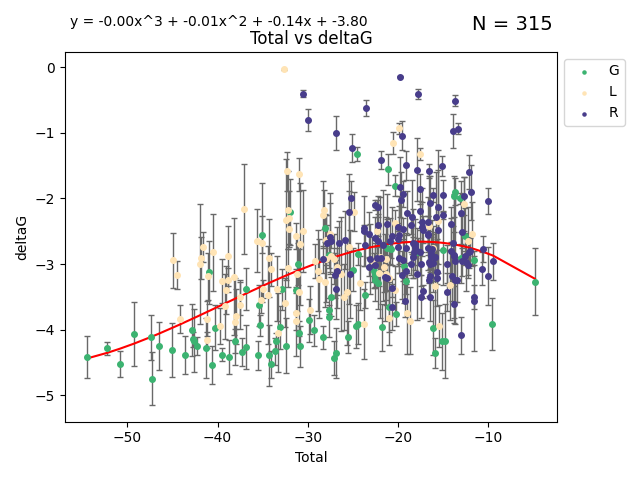 y = -0.00x^3 + -0.01x^2 + -0.14x + -3.80
N = 315
Total vs deltaG
0
−1
−2
−3
−4
−5
deltaG
−50
−40
−30
−20
−10
Total
G
L
R